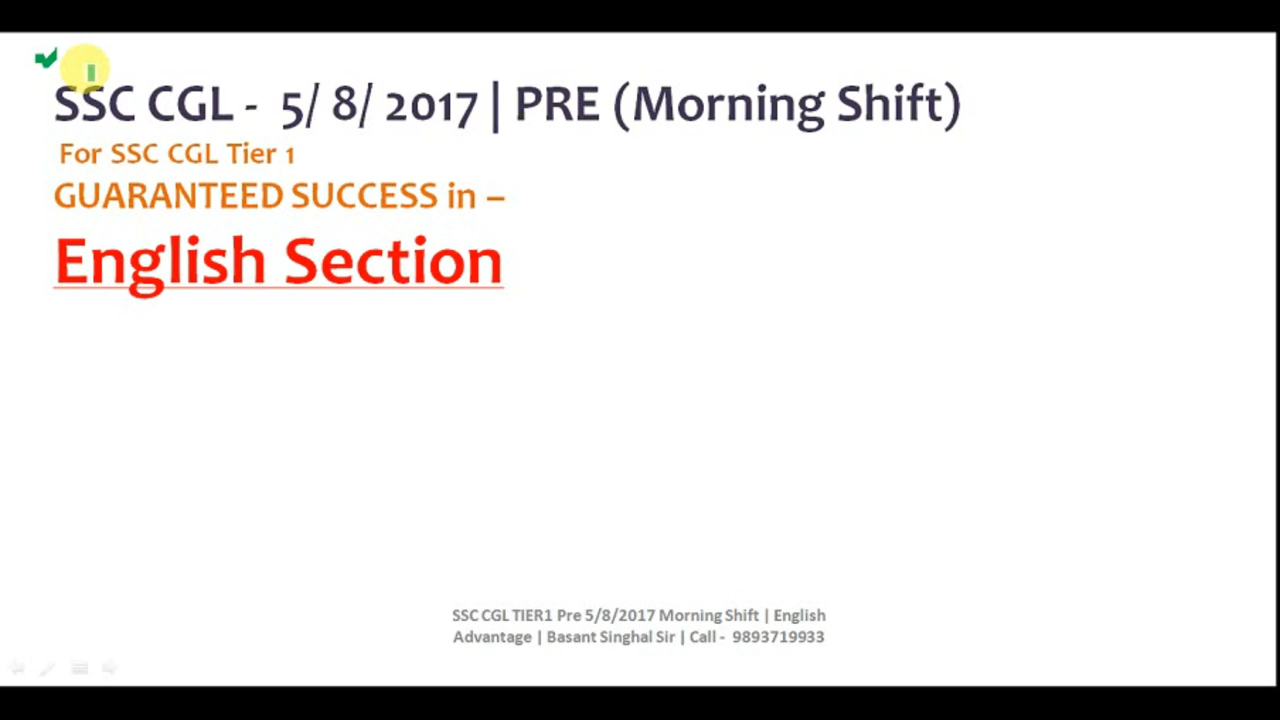 SSC CGL - 5/ 8/ 2017 | PRE (Morning Shift)
For SSC CGL Tier 1
GUARANTEED SUCCESS in –
English Section
SSC CGL TIER1 Pre 5/8/2017 Morning Shift | English
Advantage | Basant Singhal Sir | Call - 9893719933